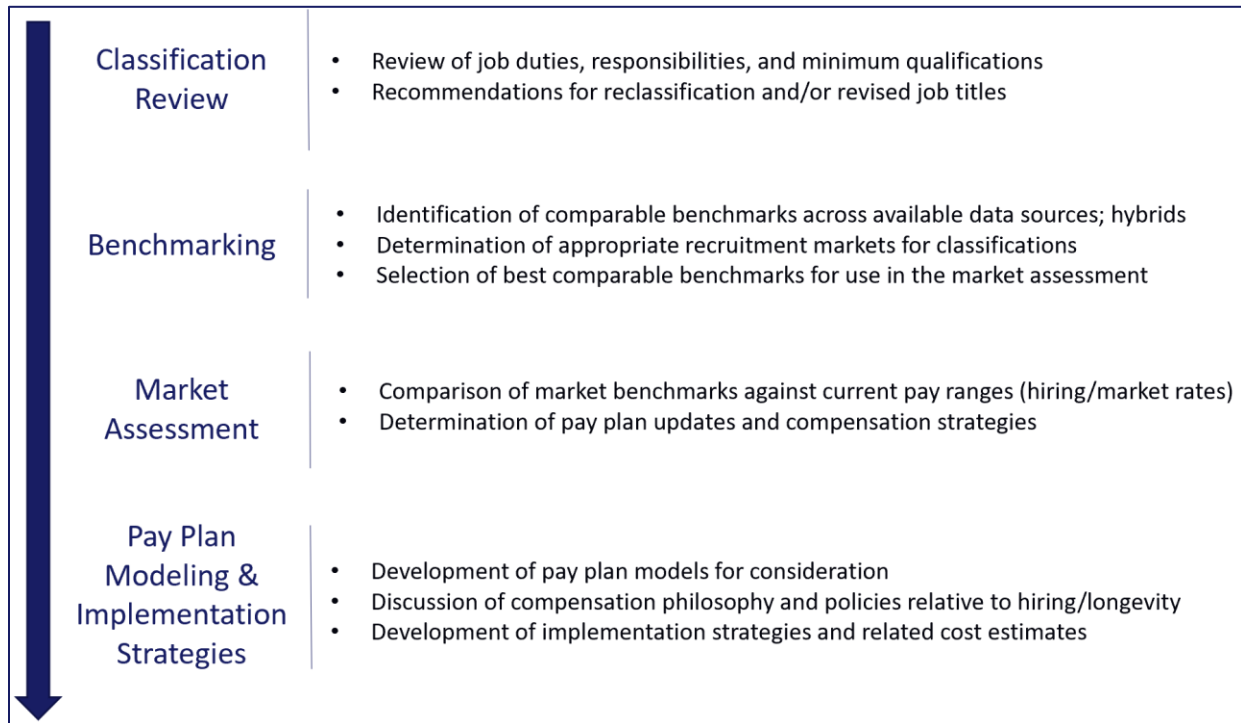 Classification
Review
• Review of job duties, responsibilities, and minimum qualifications
• Recommendations for reclassification and/or revised job titles
Benchmarking
• Identification of comparable benchmarks across available data sources; hybrids
• Determination of appropriate recruitment markets for classifications
• Selection of best comparable benchmarks for use in the market assessment
Market
Assessment
• Comparison of market benchmarks against current pay ranges (hiring/market rates)
• Determination of pay plan updates and compensation strategies
Pay Plan
Modeling &
Implementation
Strategies
• Development of pay plan models for consideration
• Discussion of compensation philosophy and policies relative to hiring/longevity
• Development of implementation strategies and related cost estimates